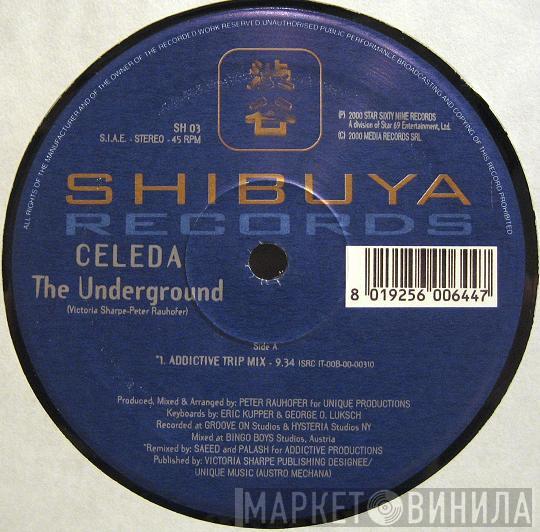 ALL RIGHTS OF THE MANUFACTURER AND OF THE OWNER OF THE RECORDED WORK RESERVED UNAUTHORISED PUBLIC PERFORMANCE BROADCASTING AND COPYING OF THIS RECORD PROHIBITED
渋谷
SH 03
S.I.A.E. - STEREO - 45 RPM
(P) 2000 STAR SIXTY NINE RECORDS
A division of Star 69 Entertainment, Ltd.
(C) 2000 MEDIA RECORDS SRL
SHIBUYA
RECORDS
CELEDA
The Underground
(Victoria Sharpe-Peter Rauhofer)
8 019256 006447
Side A
*1. ADDICTIVE TRIP MIX - 9.34 ISRC IT-00B-00-00310
Produced, Mixed & Arranged by: PETER RAUHOFER for UNIQUE PRODUCTIONS
Keyboards by: ERIC KUPPER & GEORGE O. LUKSCH
Recorded at GROOVE ON Studios & HYSTERIA Studios NY
Mixed at BINGO BOYS Studios, Austria
*Remixed by: SAEED and PALASH for ADDICTIVE PRODUCTIONS
Published by: VICTORIA SHARPE PUBLISHING DESIGNEE/
UNIQUE MUSIC (AUSTRO MECHANA)
МАРКЕТ ВИНИЛА